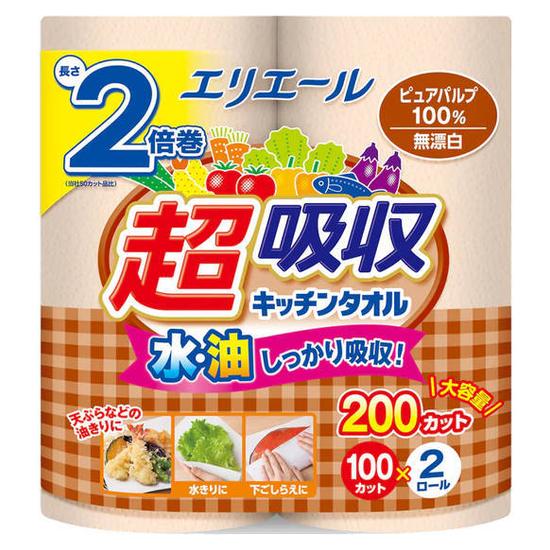 長さ
2
倍巻
(当社50カット品比)
エリエール
ピュアパルプ
100%
無漂白
超吸収
キッチンタオル
水・油しっかり吸収!
天ぷらなどの
油きりに
水きりに
下ごしらえに
大容量
200カット
100
カット
×
2
ロール